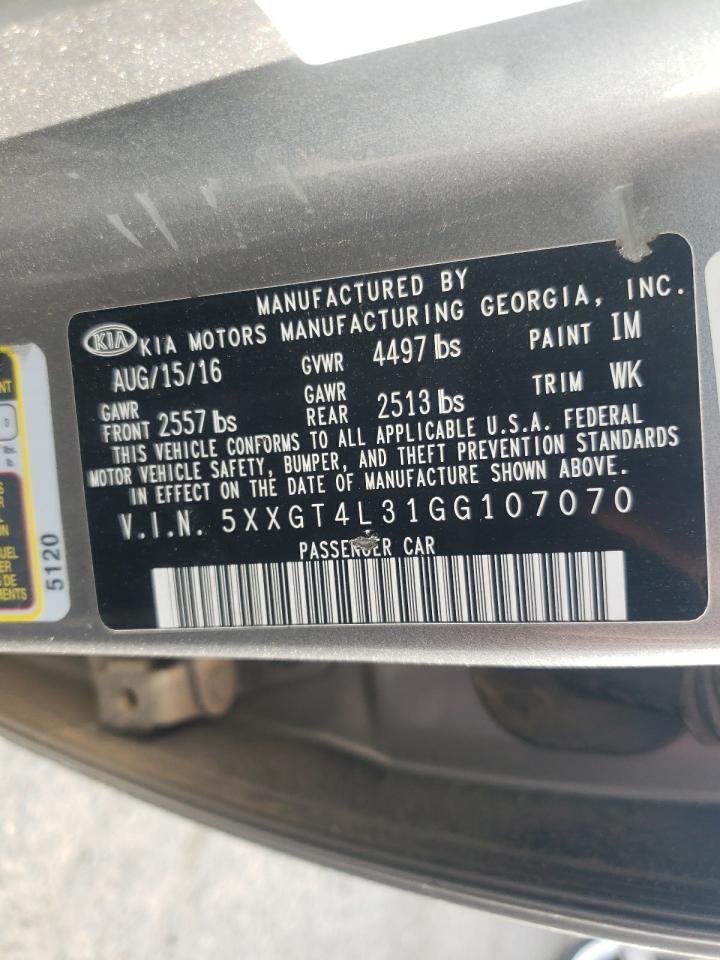 MANUFACTURED BY
KIA KIA MOTORS MANUFACTURING GEORGIA, INC.
AUG/15/16 GVWR 4497 lbs PAINT IM
GAWR FRONT 2557 lbs GAWR REAR 2513 lbs TRIM WK
THIS VEHICLE CONFORMS TO ALL APPLICABLE U.S.A. FEDERAL
MOTOR VEHICLE SAFETY, BUMPER, AND THEFT PREVENTION STANDARDS
IN EFFECT ON THE DATE OF MANUFACTURE SHOWN ABOVE.
V.I.N. 5XXGT4L31GG107070
PASSENGER CAR
5120